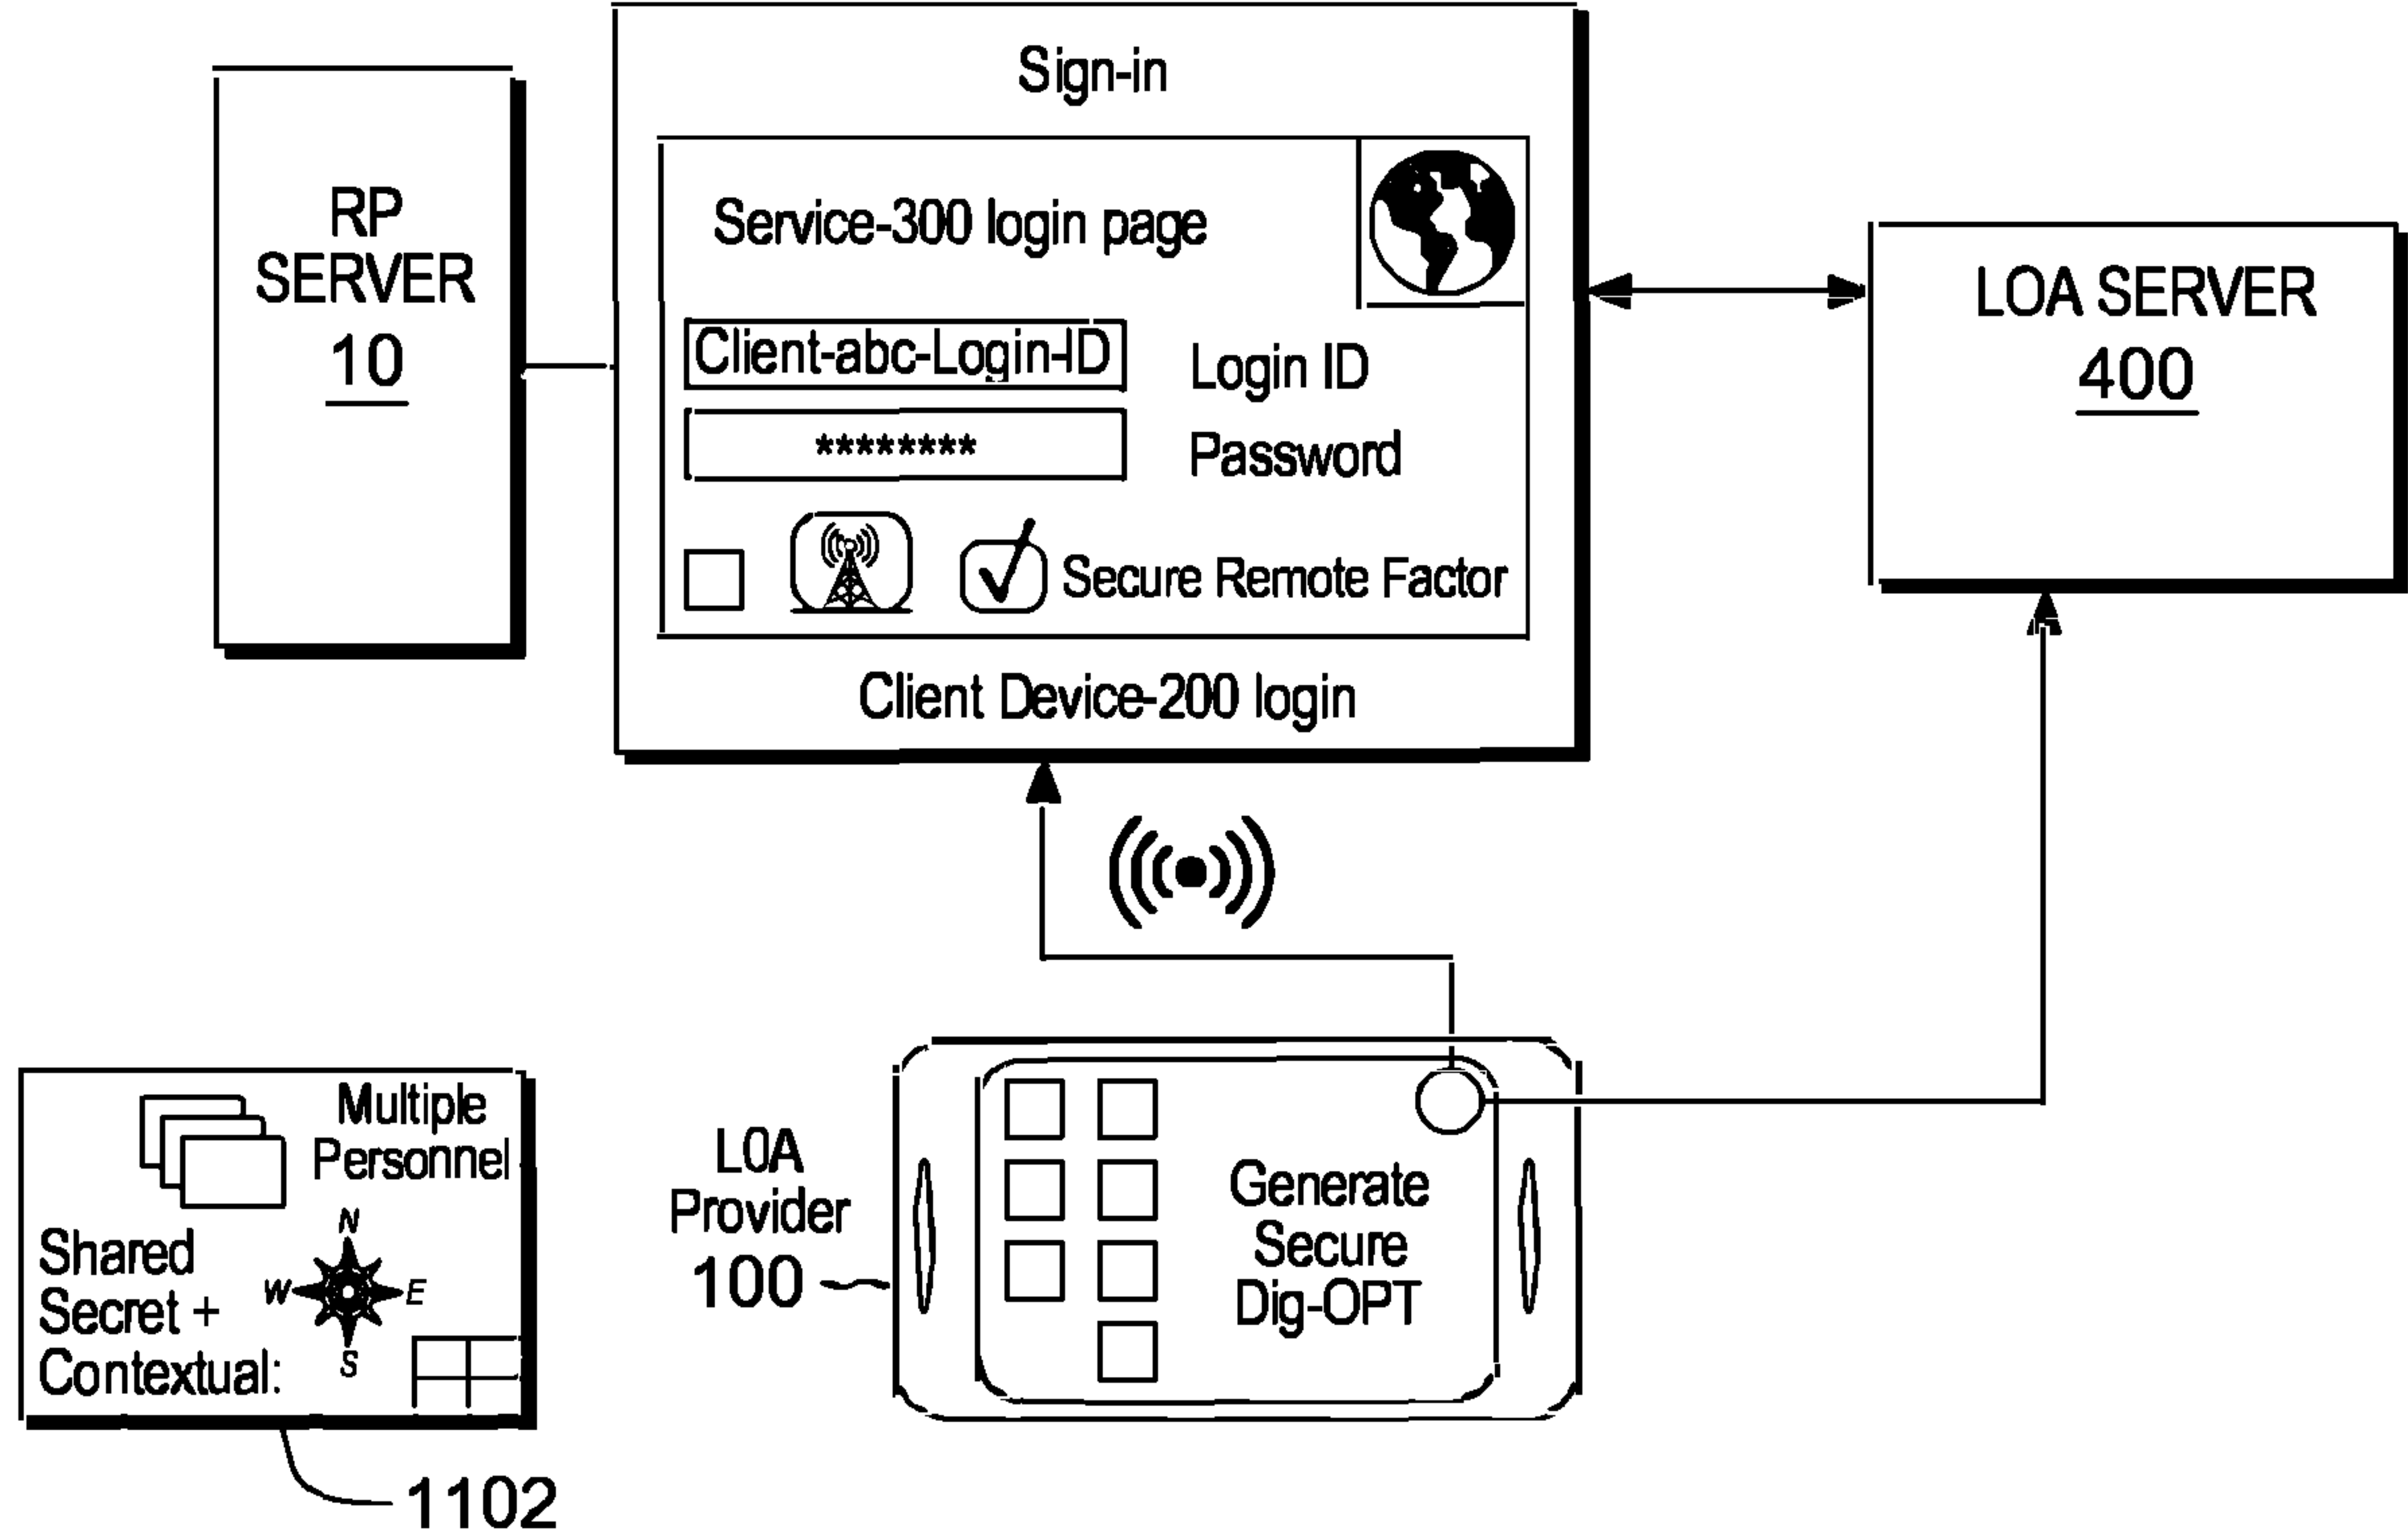 Sign-in
RP
SERVER
10
Service-300 login page
Client-abc-Login-ID
Login ID
********
Password
Secure Remote Factor
Client Device-200 login
LOA SERVER
400
Multiple
Personnel
Shared
Secret +
Contextual:
N
W
E
S
1102
LOA
Provider
100
Generate
Secure
Dig-OPT